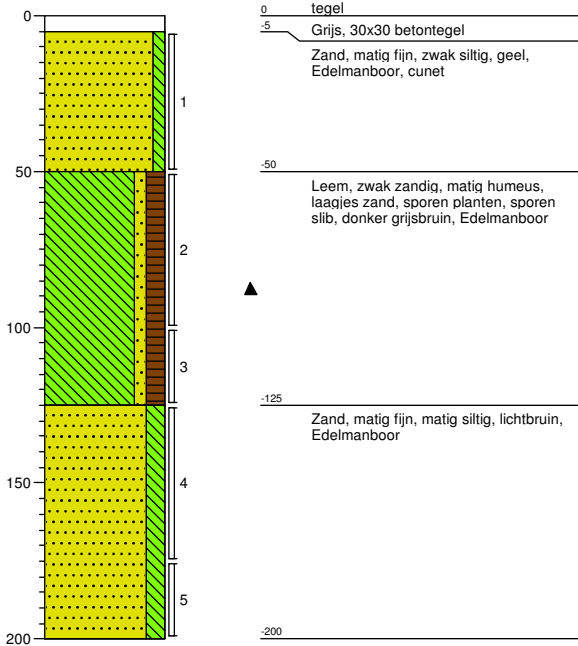 0
0
tegel
-5
Grijs, 30x30 betontegel
Zand, matig fijn, zwak siltig, geel,
Edelmanboor, cunet
1
50
-50
Leem, zwak zandig, matig humeus,
laagjes zand, sporen planten, sporen
slib, donker grijsbruin, Edelmanboor
2
100
3
-125
Zand, matig fijn, matig siltig, lichtbruin,
Edelmanboor
150
4
5
200
-200